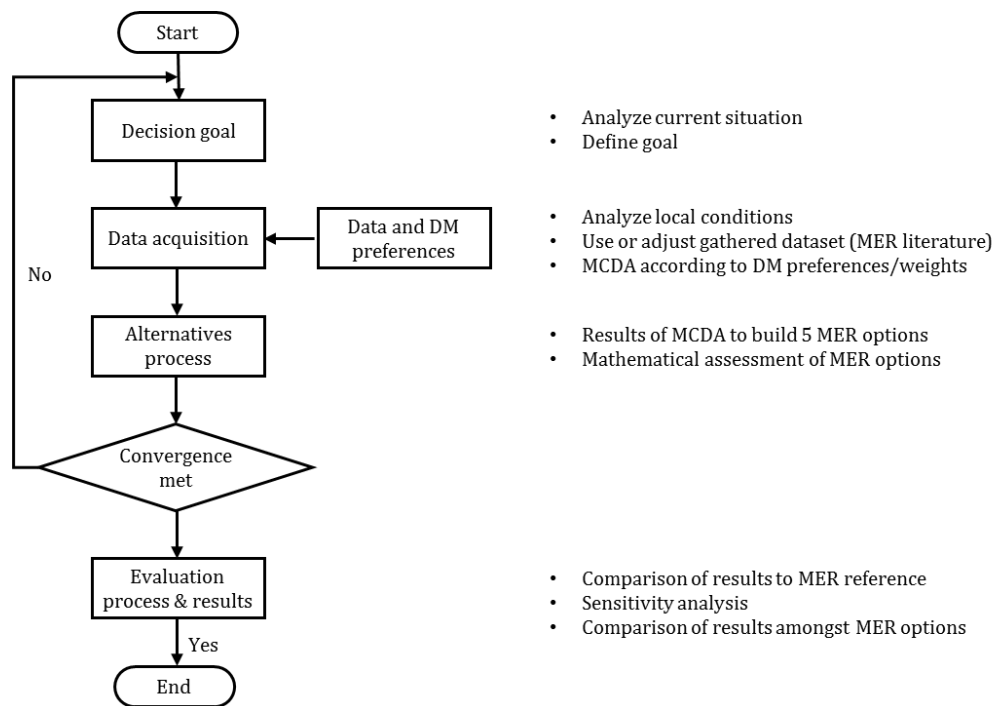 Start
Decision goal
• Analyze current situation
• Define goal
Data acquisition
Data and DM
preferences
• Analyze local conditions
• Use or adjust gathered dataset (MER literature)
• MCDA according to DM preferences/weights
No
Alternatives
process
• Results of MCDA to build 5 MER options
• Mathematical assessment of MER options
Convergence
met
Evaluation
process & results
• Comparison of results to MER reference
• Sensitivity analysis
• Comparison of results amongst MER options
Yes
End